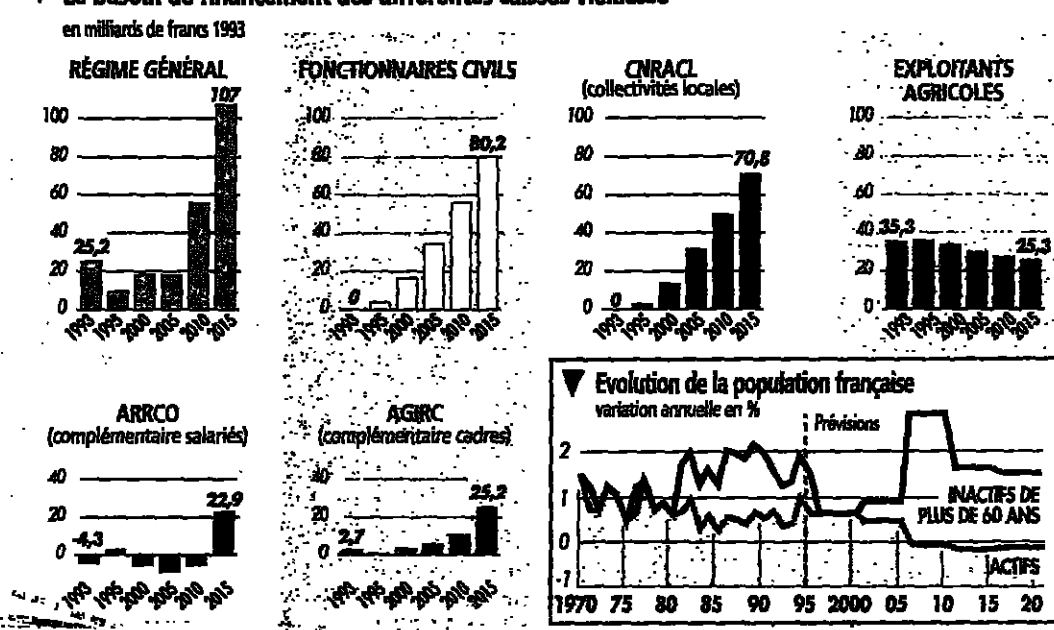 en milliards de francs 1993
RÉGIME GÉNÉRAL
107
100
80
60
40
25,2
20
0
1993 1995 2000 2005 2010 2015
FONCTIONNAIRES CIVILS
100
80,2
80
60
40
20
0
0
1993 1995 2000 2005 2010 2015
CNRACL
(collectivités locales)
100
80
70,8
60
40
20
0
0
1993 1995 2000 2005 2010 2015
EXPLOITANTS
AGRICOLES
100
80
60
40
35,3
25,3
20
0
1993 1995 2000 2005 2010 2015
ARRCO
(complémentaire salariés)
40
22,9
20
-4,3
0
1993 1995 2000 2005 2010 2015
AGIRC
(complémentaire cadres)
40
25,2
20
2,7
0
1993 1995 2000 2005 2010 2015
▼ Evolution de la population française
variation annuelle en %
Prévisions
2
1
INACTIFS DE
PLUS DE 60 ANS
0
ACTIFS
-1
1970 75 80 85 90 95 2000 05 10 15 20